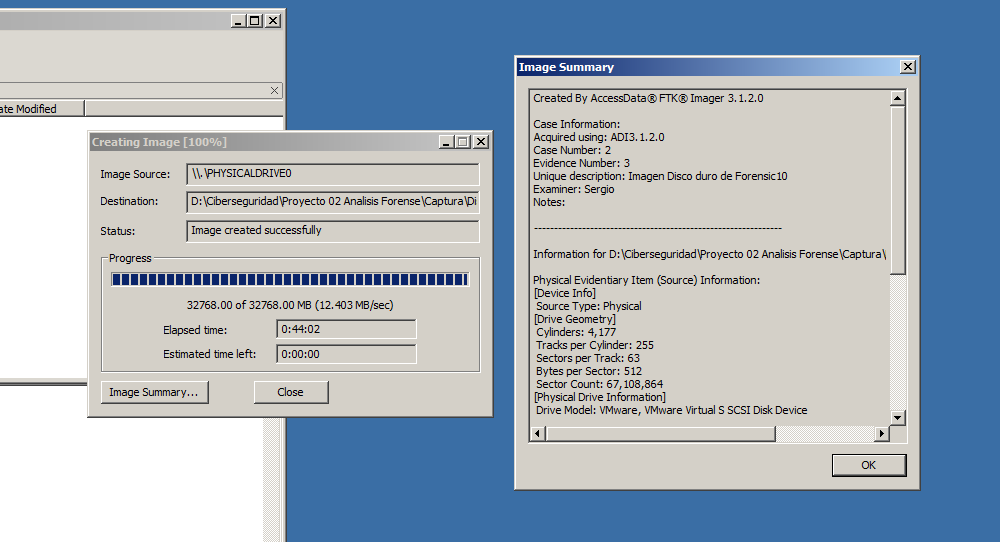 ate Modified
Creating Image [100%]
Image Source: \\.\PHYSICALDRIVE0
Destination: D:\Ciberseguridad\Proyecto 02 Analisis Forense\Captura\Di
Status: Image created successfully
Progress
32768.00 of 32768.00 MB (12.403 MB/sec)
Elapsed time: 0:44:02
Estimated time left: 0:00:00
Image Summary... Close
Image Summary
Created By AccessData® FTK® Imager 3.1.2.0
Case Information:
Acquired using: ADI3.1.2.0
Case Number: 2
Evidence Number: 3
Unique description: Imagen Disco duro de Forensic10
Examiner: Sergio
Notes:
--------------------------------------------------------------
Information for D:\Ciberseguridad\Proyecto 02 Analisis Forense\Captura\
Physical Evidentiary Item (Source) Information:
[Device Info]
Source Type: Physical
[Drive Geometry]
Cylinders: 4,177
Tracks per Cylinder: 255
Sectors per Track: 63
Bytes per Sector: 512
Sector Count: 67,108,864
[Physical Drive Information]
Drive Model: VMware, VMware Virtual S SCSI Disk Device
OK